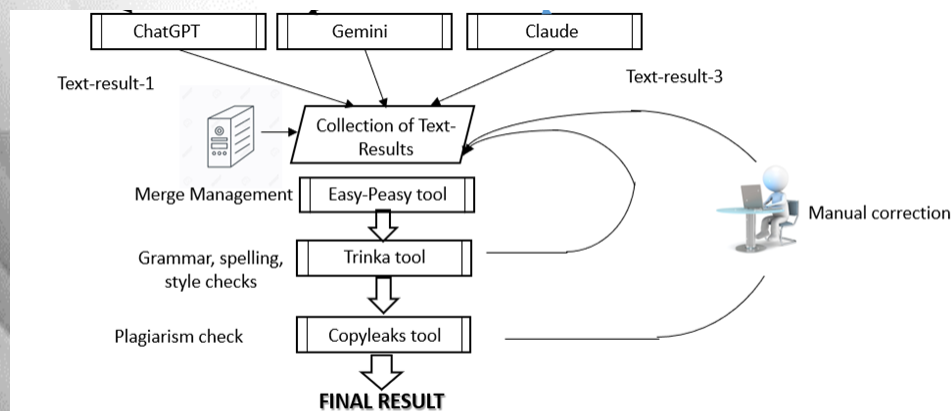 ChatGPT
Gemini
Claude
Text-result-1
Text-result-3
Collection of Text-
Results
Merge Management
Easy-Peasy tool
Manual correction
Grammar, spelling,
style checks
Trinka tool
Plagiarism check
Copyleaks tool
FINAL RESULT